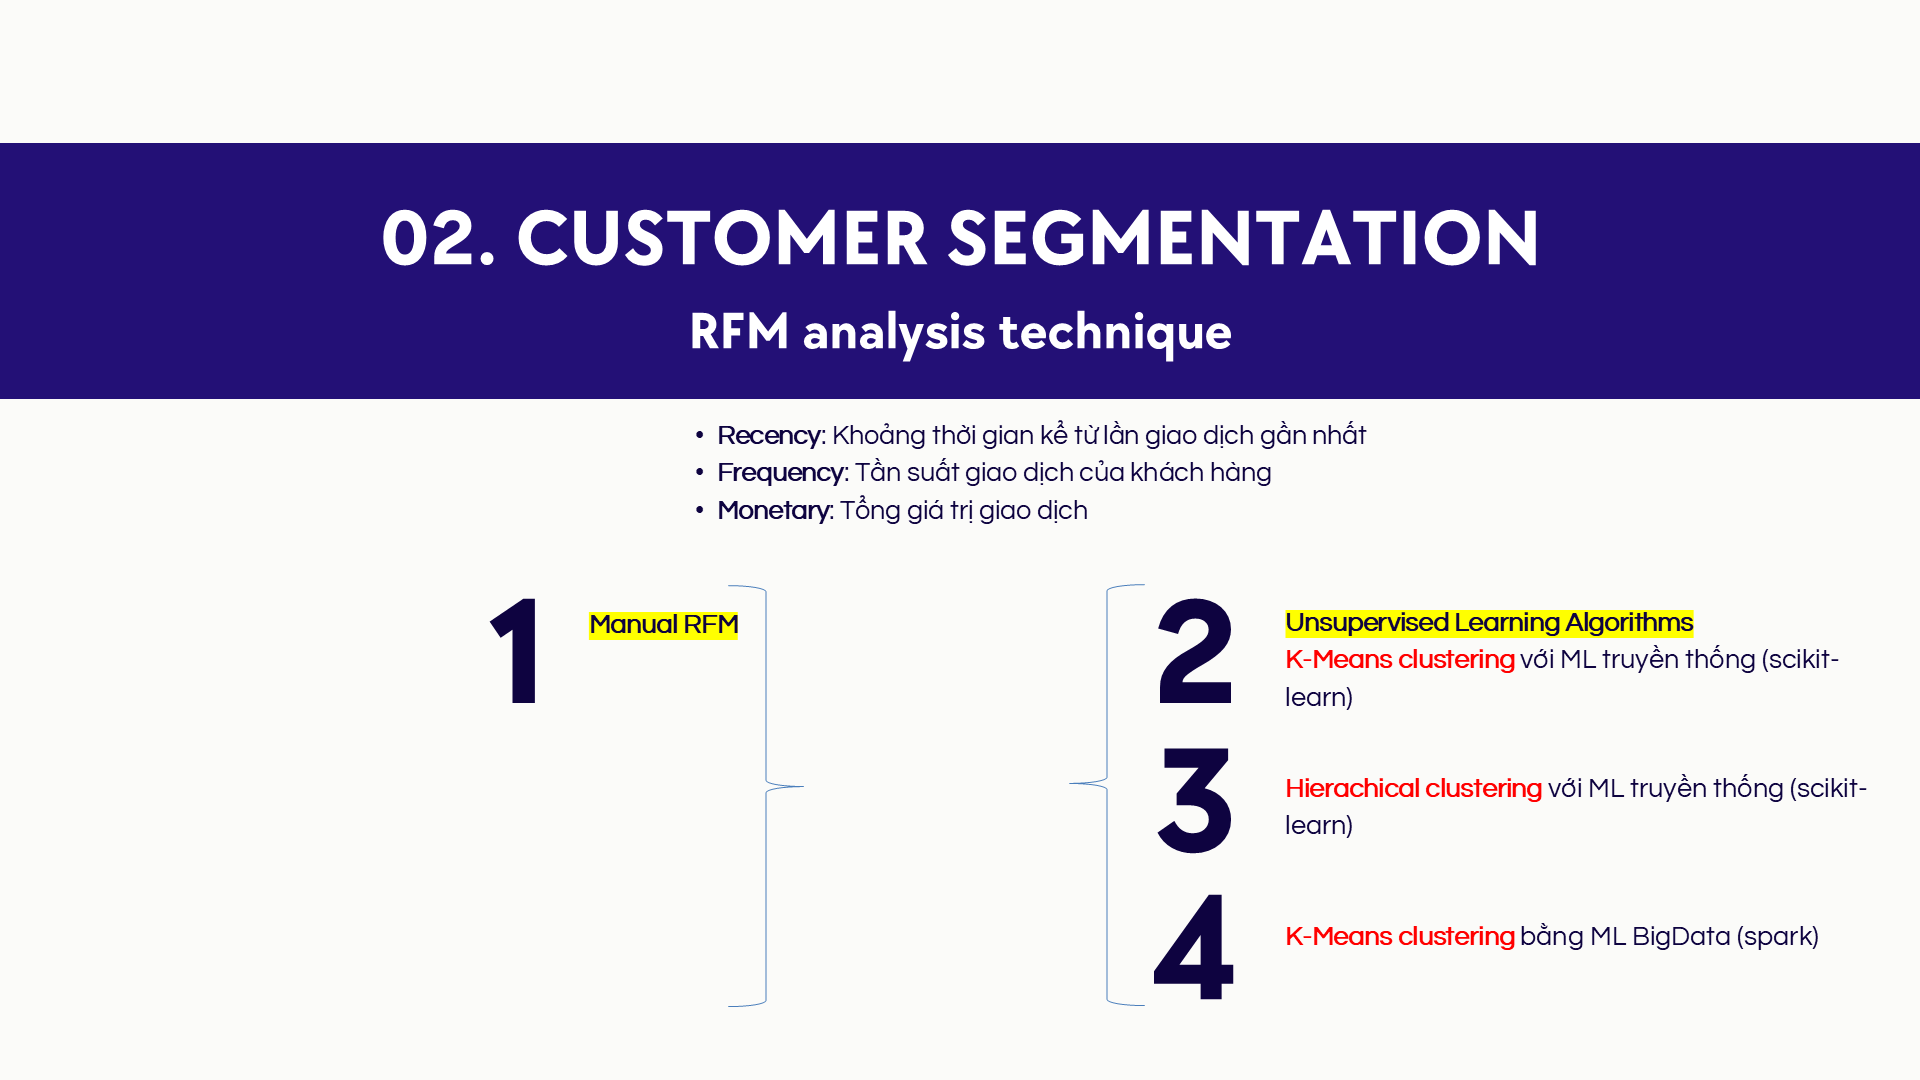 02. CUSTOMER SEGMENTATION
RFM analysis technique
• Recency: Khoảng thời gian kể từ lần giao dịch gần nhất
• Frequency: Tần suất giao dịch của khách hàng
• Monetary: Tổng giá trị giao dịch
1
Manual RFM
2
Unsupervised Learning Algorithms
K-Means clustering với ML truyền thống (scikit-
learn)
3
Hierachical clustering với ML truyền thống (scikit-
learn)
4
K-Means clustering bằng ML BigData (spark)